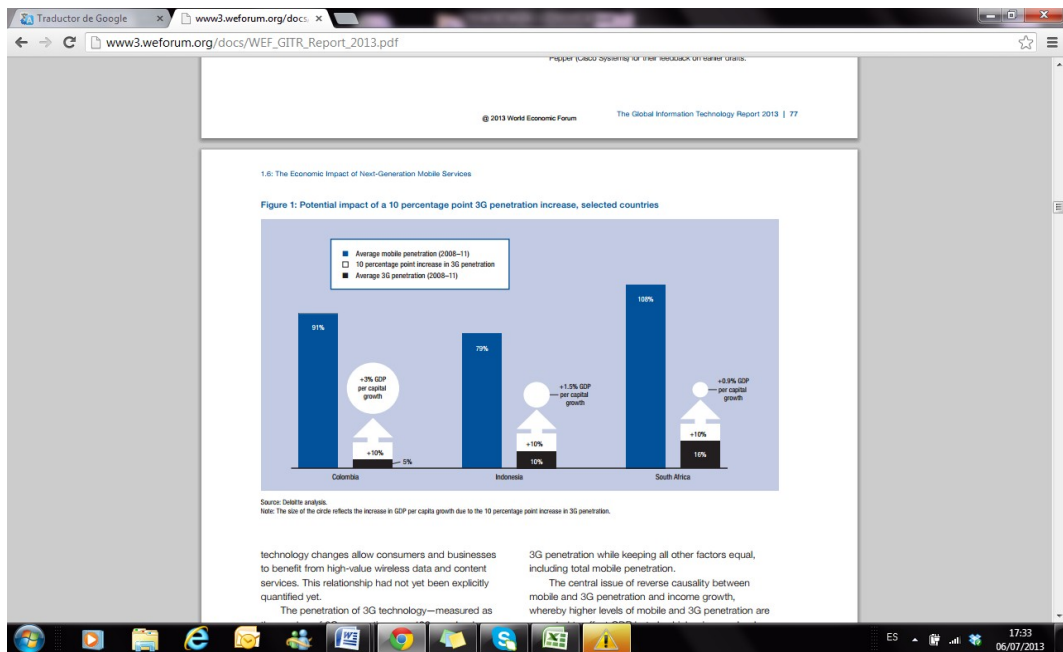 Traductor de Google
www3.weforum.org/docs
www3.weforum.org/docs/WEF_GITR_Report_2013.pdf
Pepper (Cisco Systems) for their feedback on earlier drafts.
@ 2013 World Economic Forum
The Global Information Technology Report 2013 | 77
1.6: The Economic Impact of Next-Generation Mobile Services
Figure 1: Potential impact of a 10 percentage point 3G penetration increase, selected countries
Average mobile penetration (2008–11)
10 percentage point increase in 3G penetration
Average 3G penetration (2008–11)
91%
+3% GDP
per capital
growth
+10%
5%
Colombia
79%
+1.5% GDP
per capital
growth
+10%
10%
Indonesia
108%
+0.9% GDP
per capital
growth
+10%
16%
South Africa
Source: Deloitte analysis.
Note: The size of the circle reflects the increase in GDP per capita growth due to the 10 percentage point increase in 3G penetration.
technology changes allow consumers and businesses
to benefit from high-value wireless data and content
services. This relationship had not yet been explicitly
quantified yet.
The penetration of 3G technology—measured as
3G penetration while keeping all other factors equal,
including total mobile penetration.
The central issue of reverse causality between
mobile and 3G penetration and income growth,
whereby higher levels of mobile and 3G penetration are
ES
17:33
06/07/2013